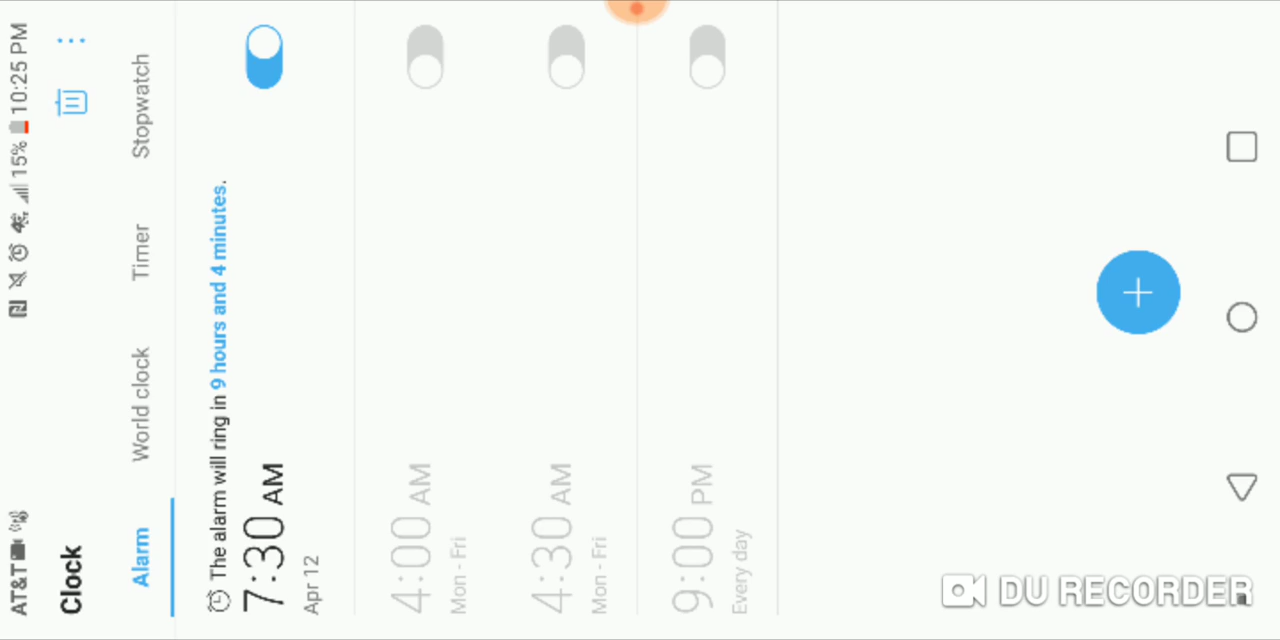 AT&T 15% 10:25 PM
Clock
Alarm World clock Timer Stopwatch
The alarm will ring in 9 hours and 4 minutes.
7:30 AM
Apr 12
4:00 AM
Mon - Fri
4:30 AM
Mon - Fri
9:00 PM
Every day
DU RECORDER